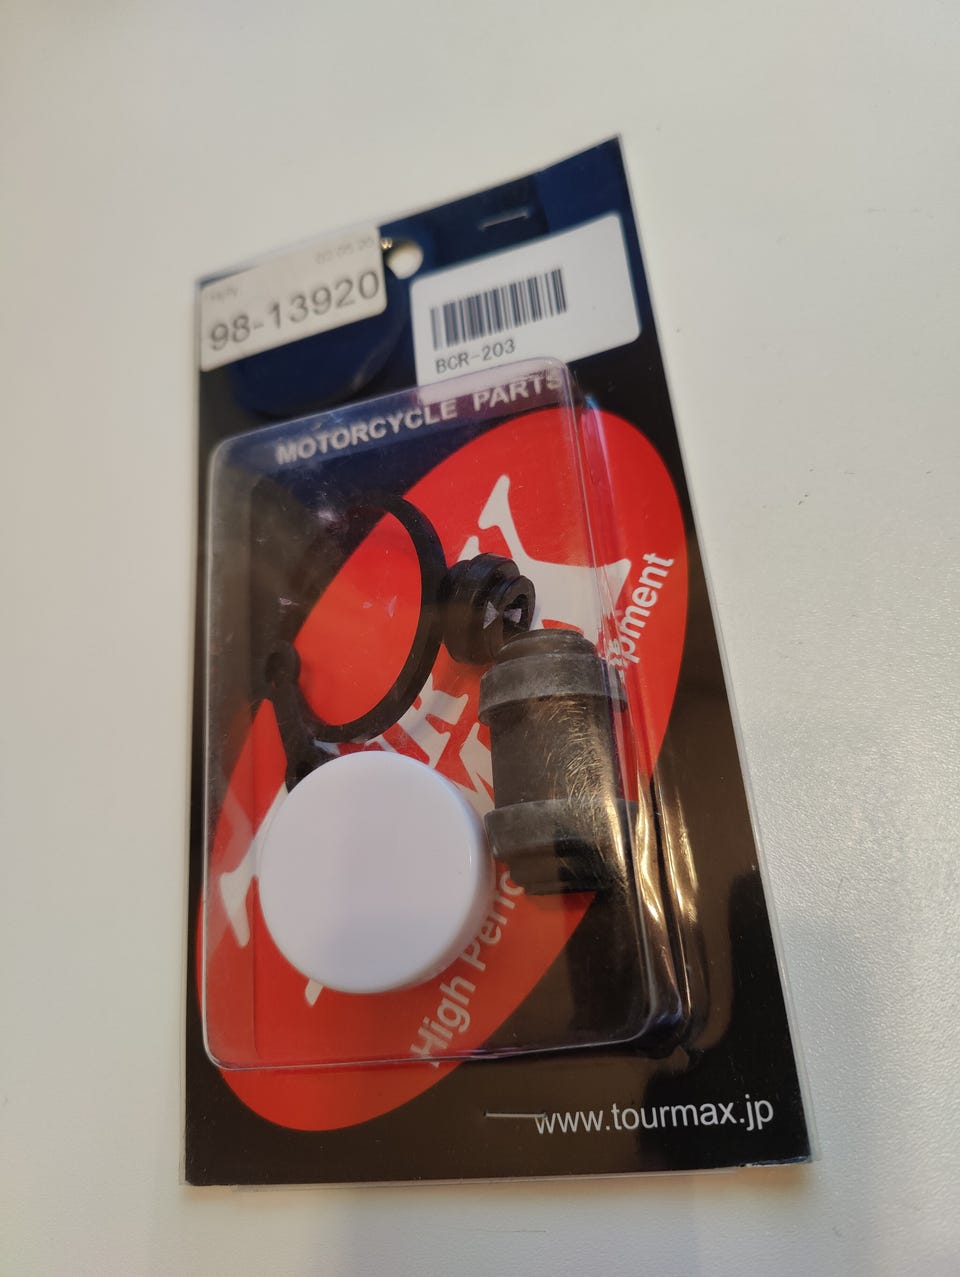 98-13920
BCR-203
MOTORCYCLE PARTS
High Perfo
ipment
www.tourmax.jp